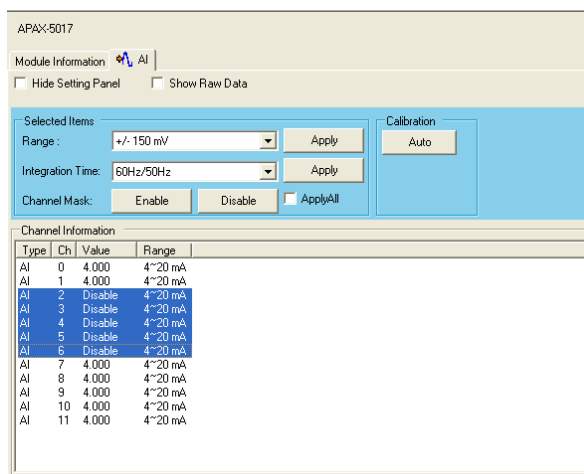 APAX-5017
Module Information AI
Hide Setting Panel Show Raw Data
Selected Items Calibration
Range : +/- 150 mV Apply Auto
Integration Time: 60Hz/50Hz Apply
Channel Mask: Enable Disable ApplyAll
Channel Information
Type Ch Value Range
AI 0 4.000 4~20 mA
AI 1 4.000 4~20 mA
AI 2 Disable 4~20 mA
AI 3 Disable 4~20 mA
AI 4 Disable 4~20 mA
AI 5 Disable 4~20 mA
AI 6 Disable 4~20 mA
AI 7 4.000 4~20 mA
AI 8 4.000 4~20 mA
AI 9 4.000 4~20 mA
AI 10 4.000 4~20 mA
AI 11 4.000 4~20 mA